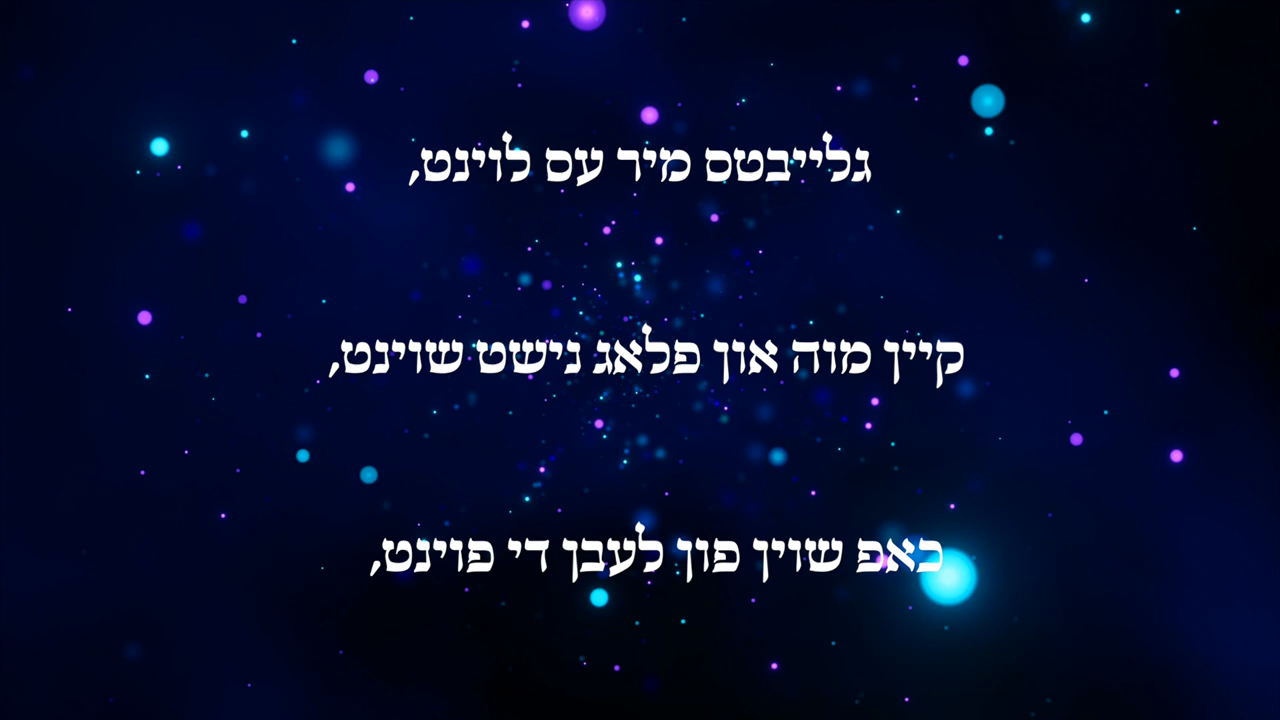 גלייבטס מיר עס לוינט,
קיין מוה און פלאג נישט שוינט,
כאפ שוין פון לעבן די פוינט,